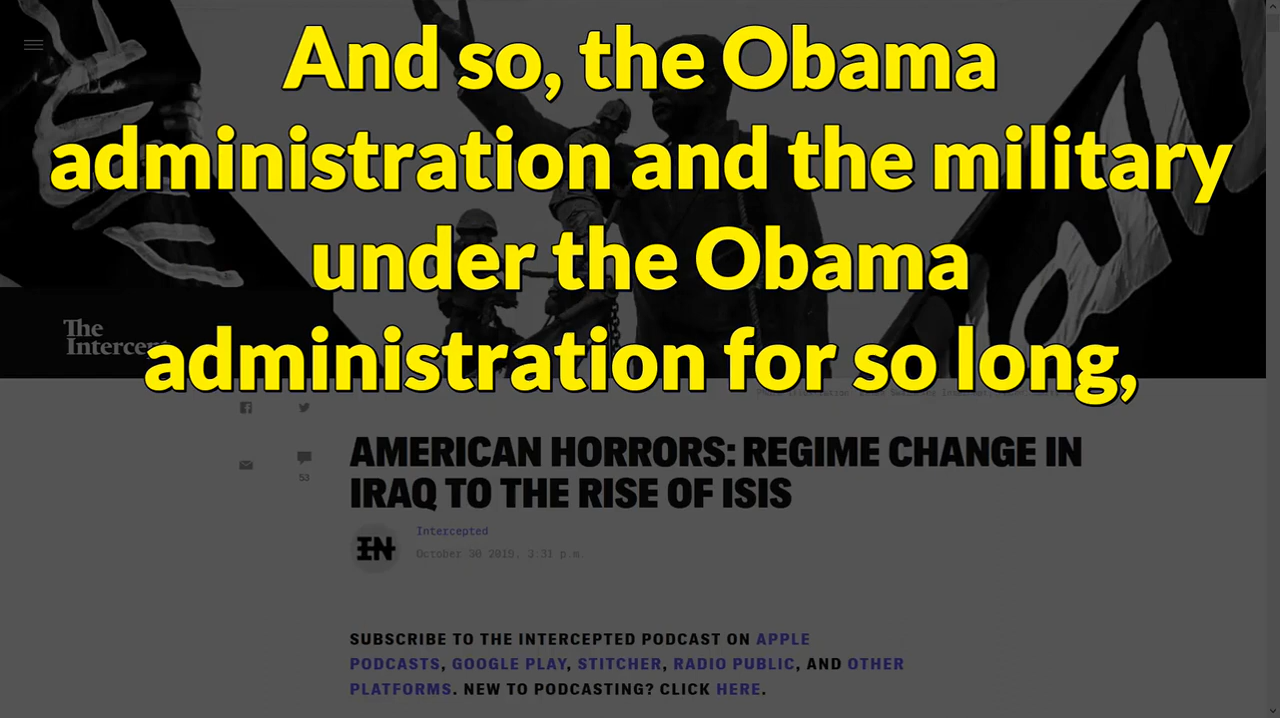 And so, the Obama
administration and the military
under the Obama
administration for so long,
The
Intercept
53
AMERICAN HORRORS: REGIME CHANGE IN
IRAQ TO THE RISE OF ISIS
IN
Intercepted
October 30 2019, 3:31 p.m.
SUBSCRIBE TO THE INTERCEPTED PODCAST ON APPLE
PODCASTS, GOOGLE PLAY, STITCHER, RADIO PUBLIC, AND OTHER
PLATFORMS. NEW TO PODCASTING? CLICK HERE.